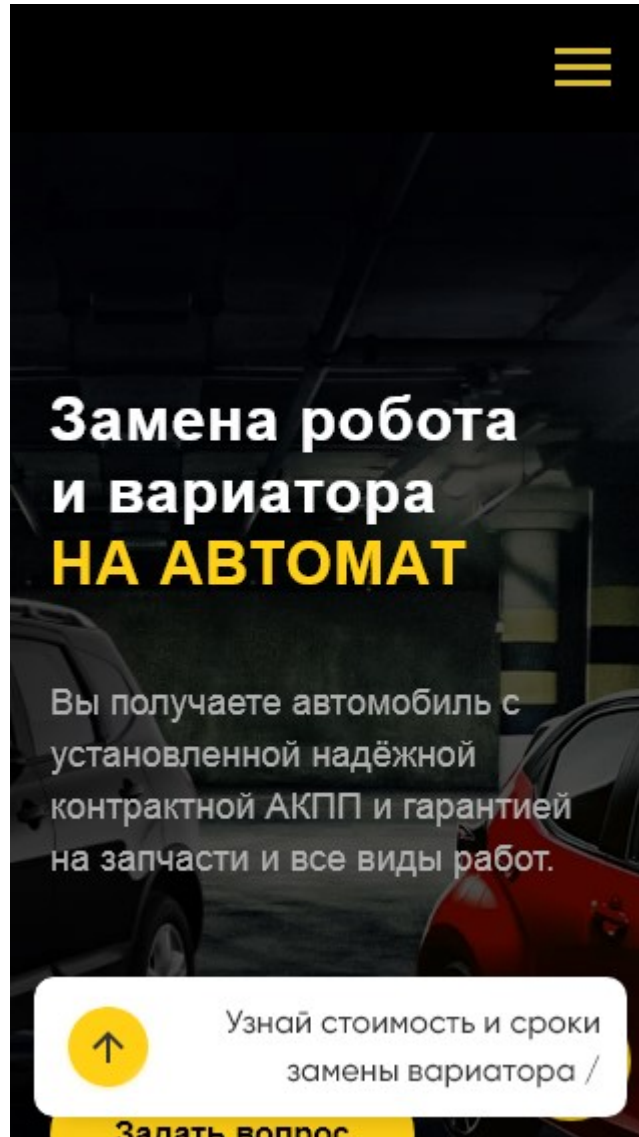 Замена робота
и вариатора
НА АВТОМАТ
Вы получаете автомобиль с
установленной надёжной
контрактной АКПП и гарантией
на запчасти и все виды работ.
Узнай стоимость и сроки
замены вариатора /
Задать вопрос